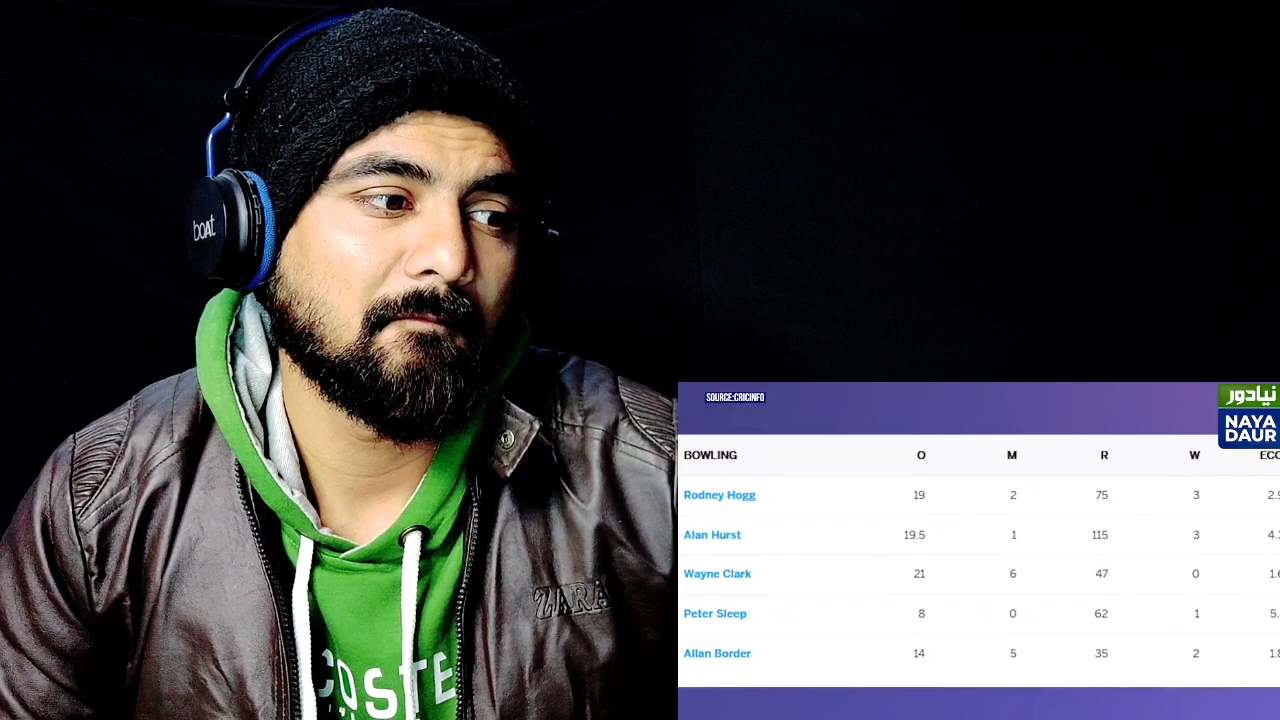 boAt
SOURCE:CRICINFO
نیادور
NAYA
DAUR
BOWLING O M R W
Rodney Hogg 19 2 75 3
Alan Hurst 19.5 1 115 3
Wayne Clark 21 6 47 0
Peter Sleep 8 0 62 1
Allan Border 14 5 35 2
ZARA
COSTE